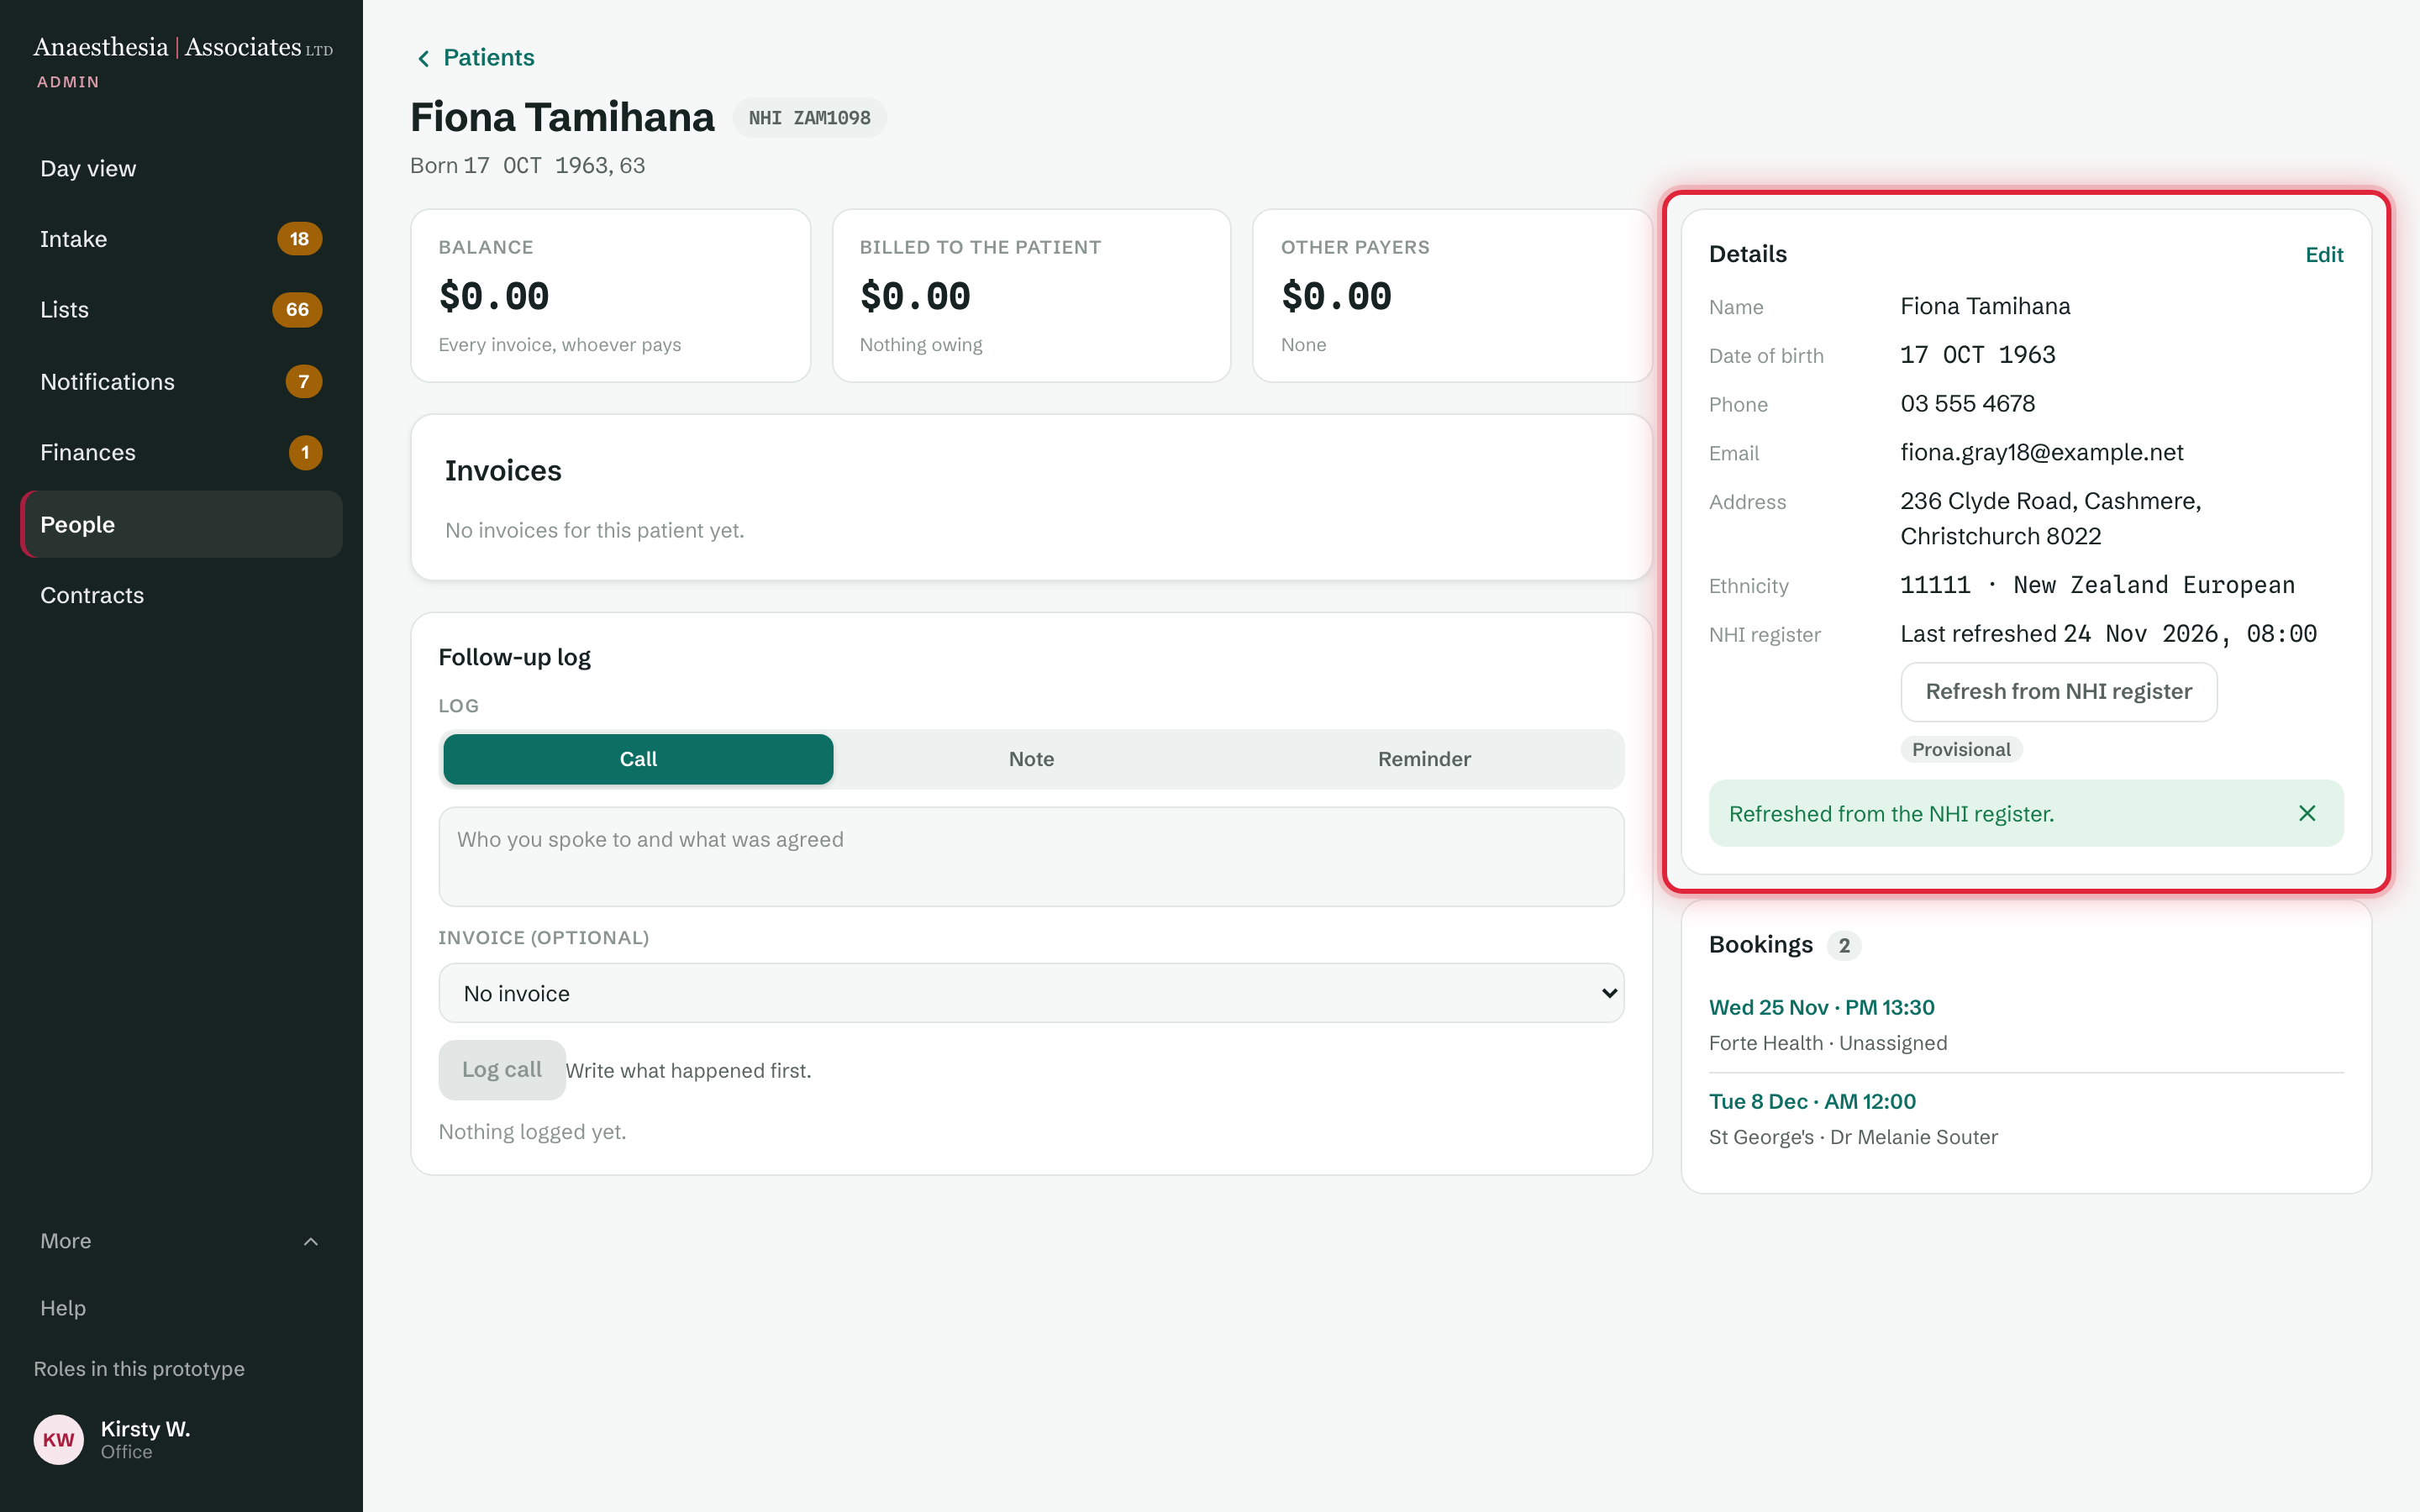 Anaesthesia | Associates LTD
ADMIN
Day view
Intake 18
Lists 66
Notifications 7
Finances 1
People
Contracts
More
Help
Roles in this prototype
KW
Kirsty W.
Office
Patients
Fiona Tamihana NHI ZAM1098
Born 17 OCT 1963, 63
BALANCE
$0.00
Every invoice, whoever pays
BILLED TO THE PATIENT
$0.00
Nothing owing
OTHER PAYERS
$0.00
None
Invoices
No invoices for this patient yet.
Follow-up log
LOG
Call Note Reminder
Who you spoke to and what was agreed
INVOICE (OPTIONAL)
No invoice
Log call Write what happened first.
Nothing logged yet.
Details Edit
Name Fiona Tamihana
Date of birth 17 OCT 1963
Phone 03 555 4678
Email fiona.gray18@example.net
Address 236 Clyde Road, Cashmere,
Christchurch 8022
Ethnicity 11111 · New Zealand European
NHI register Last refreshed 24 Nov 2026, 08:00
Refresh from NHI register
Provisional
Refreshed from the NHI register.
Bookings 2
Wed 25 Nov · PM 13:30
Forte Health · Unassigned
Tue 8 Dec · AM 12:00
St George's · Dr Melanie Souter